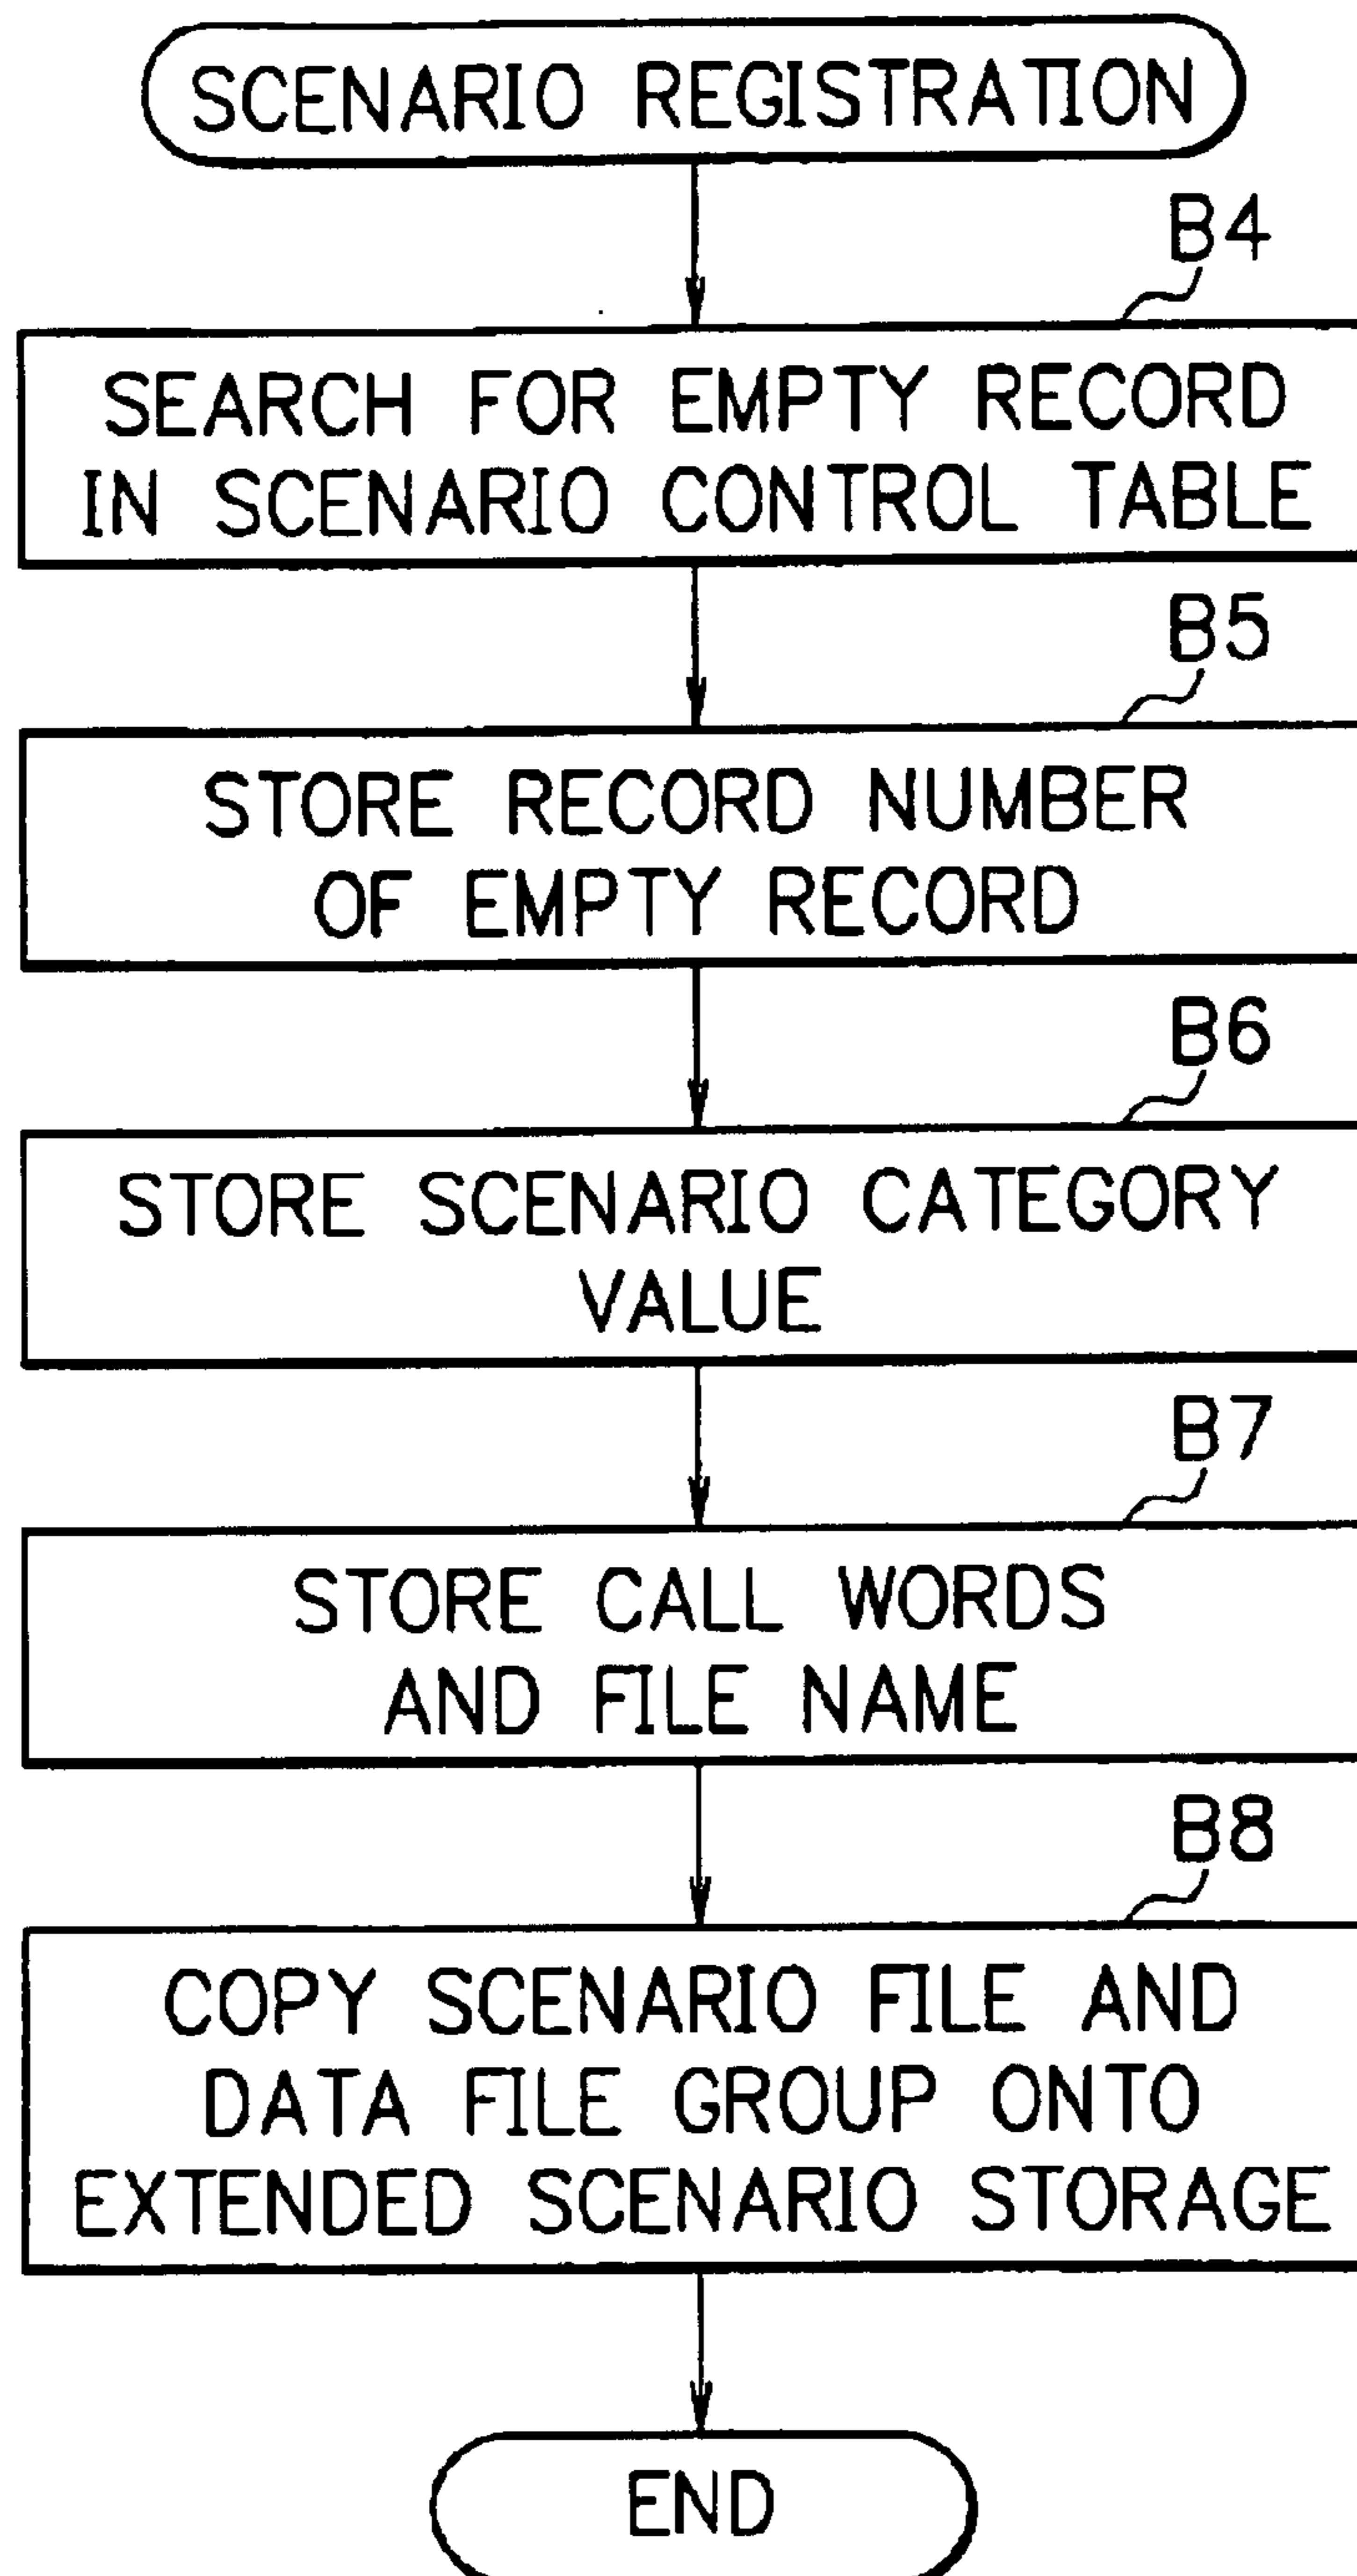 SCENARIO REGISTRATION
B4
SEARCH FOR EMPTY RECORD
IN SCENARIO CONTROL TABLE
B5
STORE RECORD NUMBER
OF EMPTY RECORD
B6
STORE SCENARIO CATEGORY
VALUE
B7
STORE CALL WORDS
AND FILE NAME
B8
COPY SCENARIO FILE AND
DATA FILE GROUP ONTO
EXTENDED SCENARIO STORAGE
END